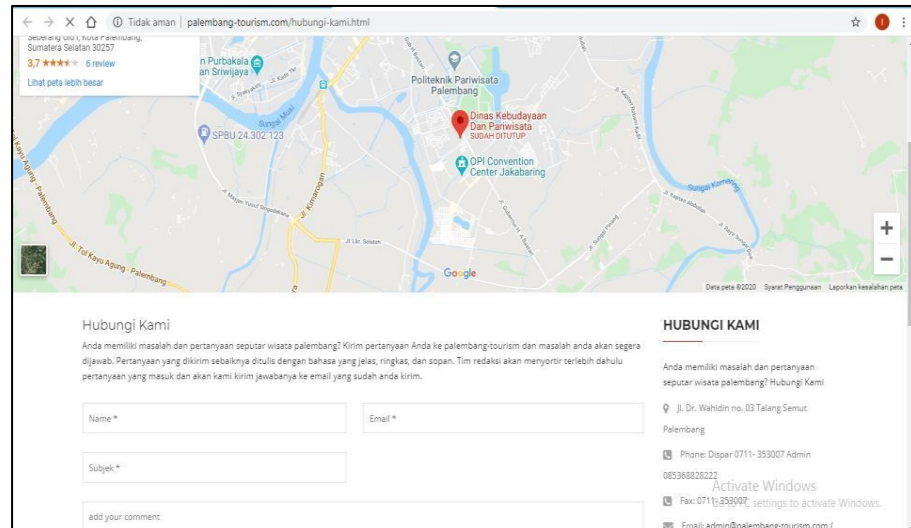 Tidak aman | palembang-tourism.com/hubungi-kami.html
Sumatera Selatan 30257
3,7 6 review
Lihat peta lebih besar
n Purbakala
an Sriwijaya
Sungai Musi
SPBU 24.302.123
Politeknik Pariwisata
Palembang
Dinas Kebudayaan
Dan Pariwisata
SUDAH DITUTUP
OPI Convention
Center Jakabaring
Jl. Kimarogan
Jl. Lkr. Selatan
Jl. Tol Kayu Agung - Palembang
Google
Data peta ©2020 Syarat Penggunaan Laporkan kesalahan peta
Hubungi Kami
Anda memiliki masalah dan pertanyaan seputar wisata palembang? Kirim pertanyaan Anda ke palembang-tourism dan masalah anda akan segera
dijawab. Pertanyaan yang dikirim sebaiknya ditulis dengan bahasa yang jelas, ringkas, dan sopan. Tim redaksi akan menyortir terlebih dahulu
pertanyaan yang masuk dan akan kami kirim jawabanya ke email yang sudah anda kirim.
Name *
Email *
Subjek *
add your comment
HUBUNGI KAMI
Anda memiliki masalah dan pertanyaan
seputar wisata palembang? Hubungi Kami
Jl. Dr. Wahidin no. 03 Talang Semut
Palembang
Phone: Dispar 0711- 353007 Admin
085368828222
Activate Windows
Fax: 0711- 353007
settings to activate Windows.
Email: admin@palembang-tourism.com /